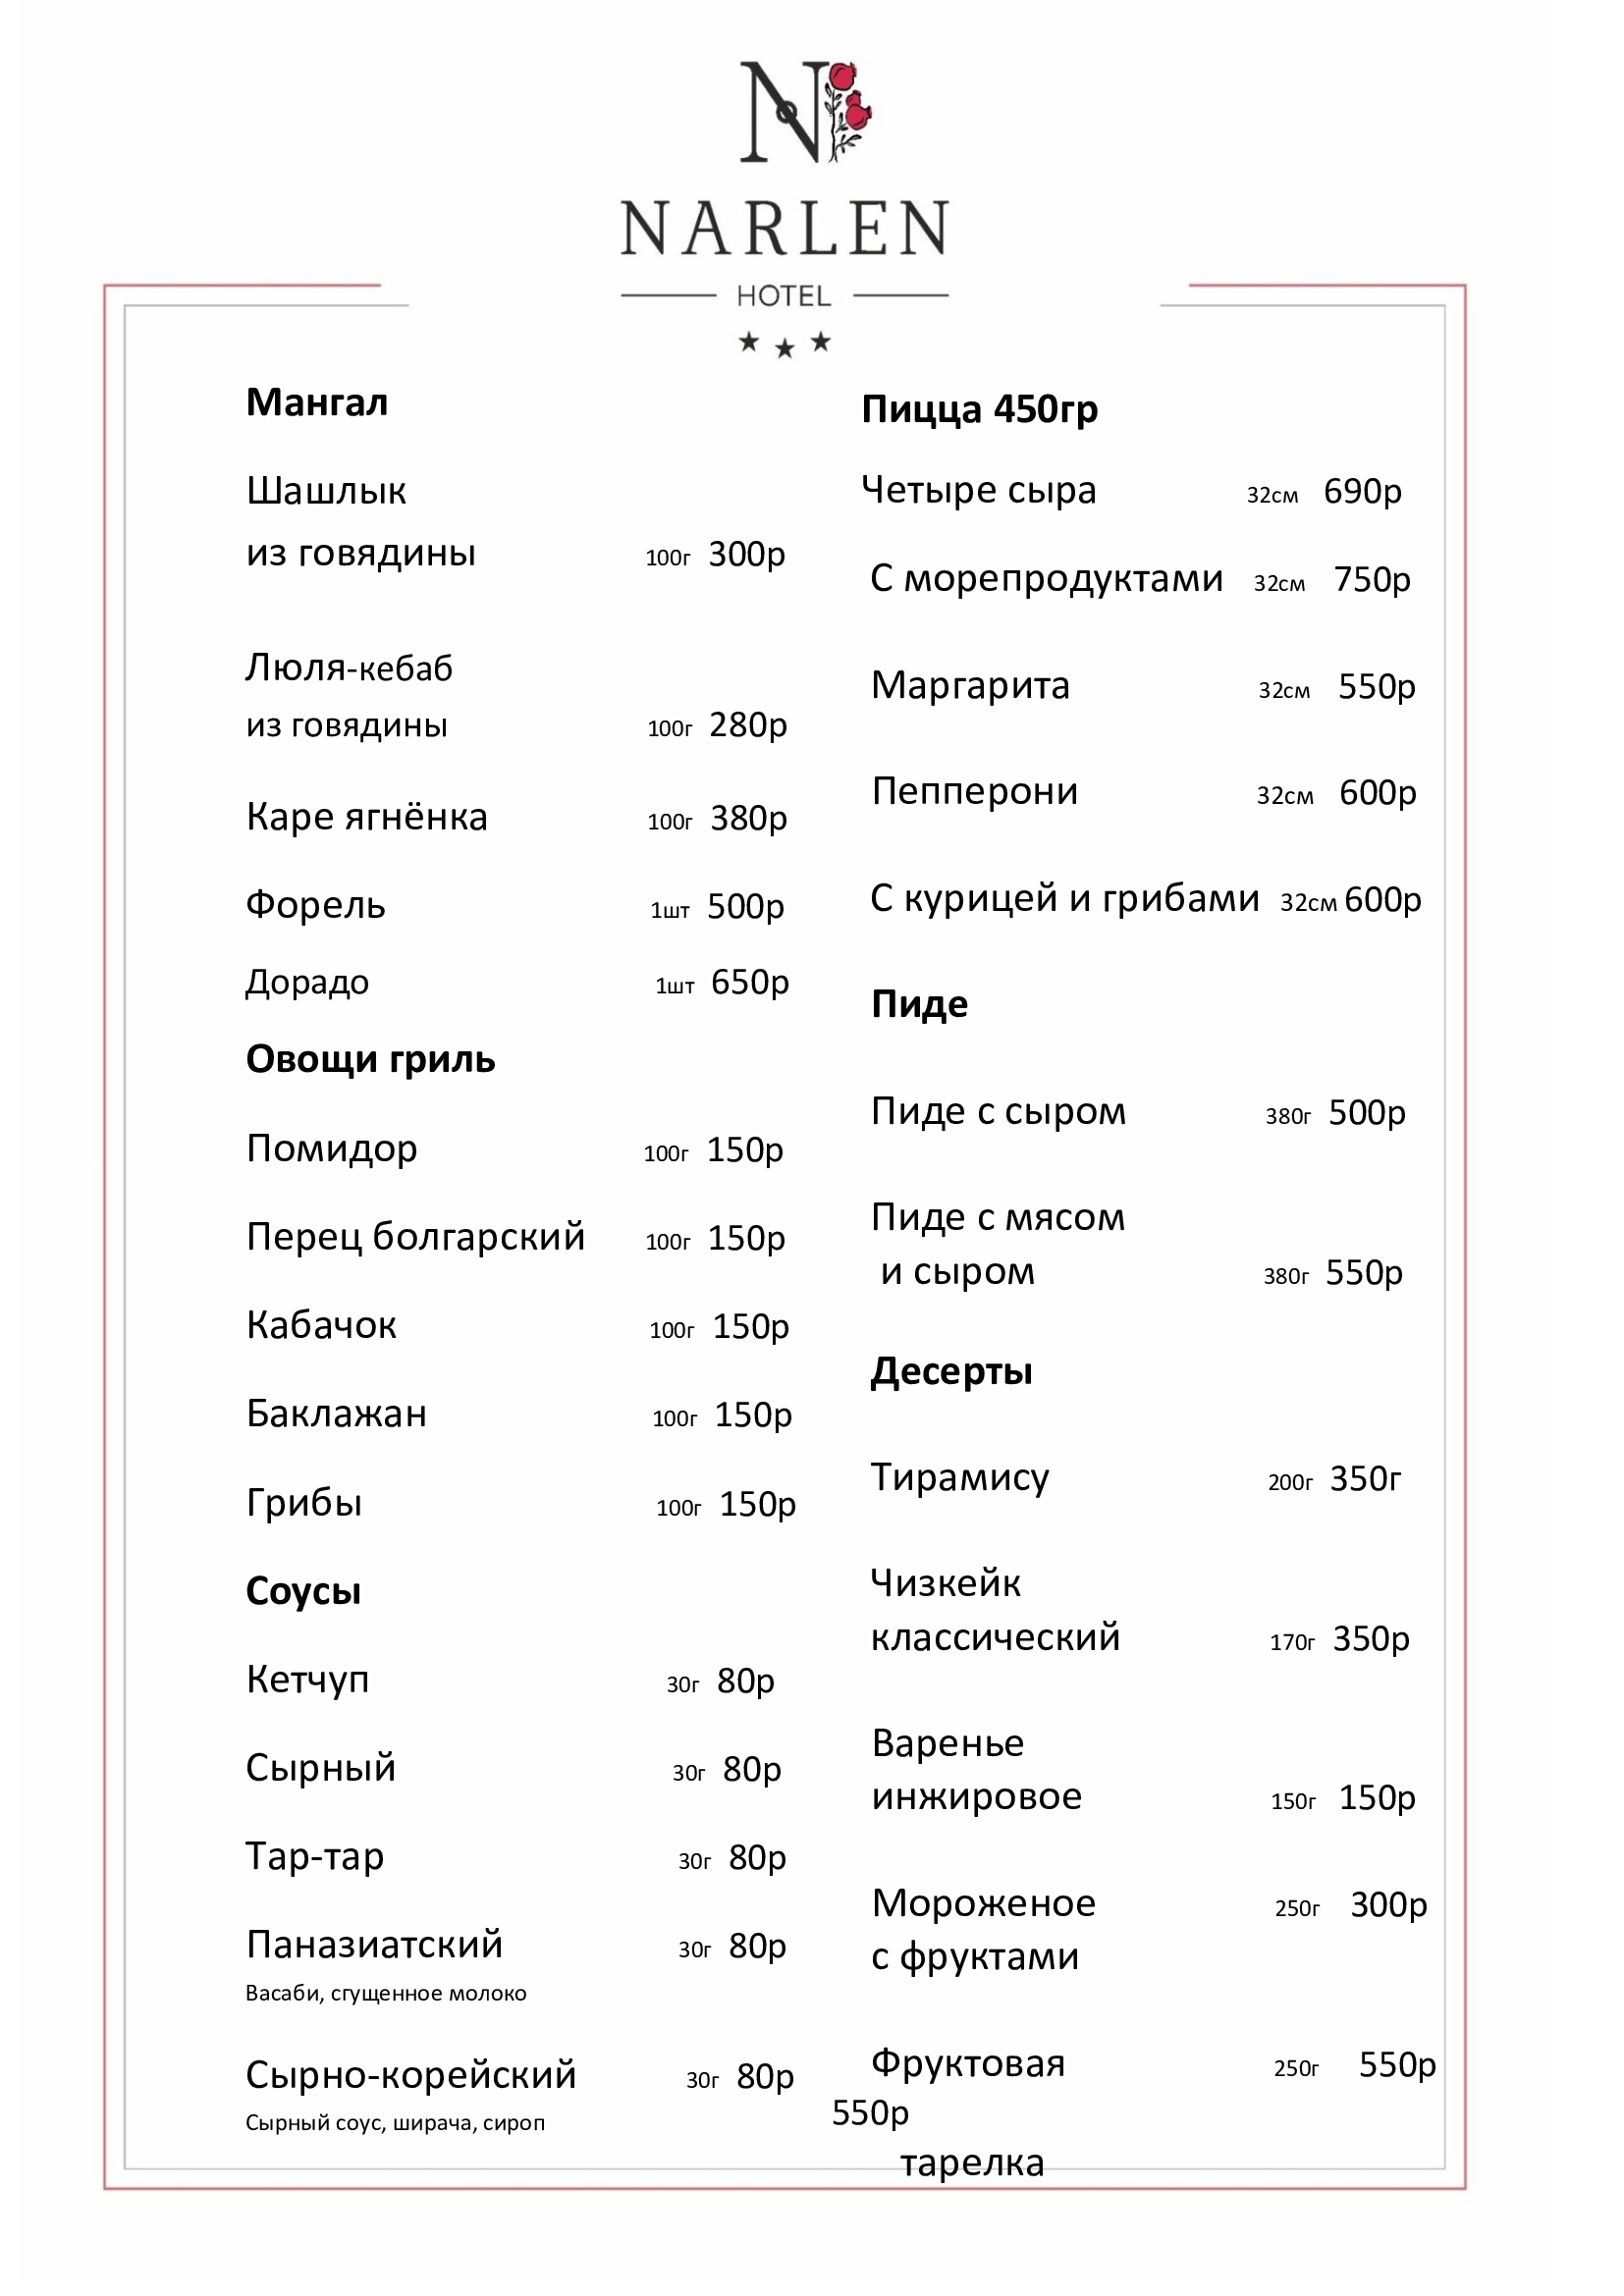 N
NARLEN
HOTEL
Мангал
Шашлык
из говядины 100г 300р
Люля-кебаб
из говядины 100г 280р
Каре ягнёнка 100г 380р
Форель 1шт 500р
Дорадо 1шт 650р
Овощи гриль
Помидор 100г 150р
Перец болгарский 100г 150р
Кабачок 100г 150р
Баклажан 100г 150р
Грибы 100г 150р
Соусы
Кетчуп 30г 80р
Сырный 30г 80р
Тар-тар 30г 80р
Паназиатский 30г 80р
Васаби, сгущенное молоко
Сырно-корейский 30г 80р
Сырный соус, ширача, сироп
Пицца 450гр
Четыре сыра 32см 690р
С морепродуктами 32см 750р
Маргарита 32см 550р
Пепперони 32см 600р
С курицей и грибами 32см 600р
Пиде
Пиде с сыром 380г 500р
Пиде с мясом
и сыром 380г 550р
Десерты
Тирамису 200г 350г
Чизкейк
классический 170г 350р
Варенье
инжировое 150г 150р
Мороженое 250г 300р
с фруктами
Фруктовая 250г 550р
550р
тарелка